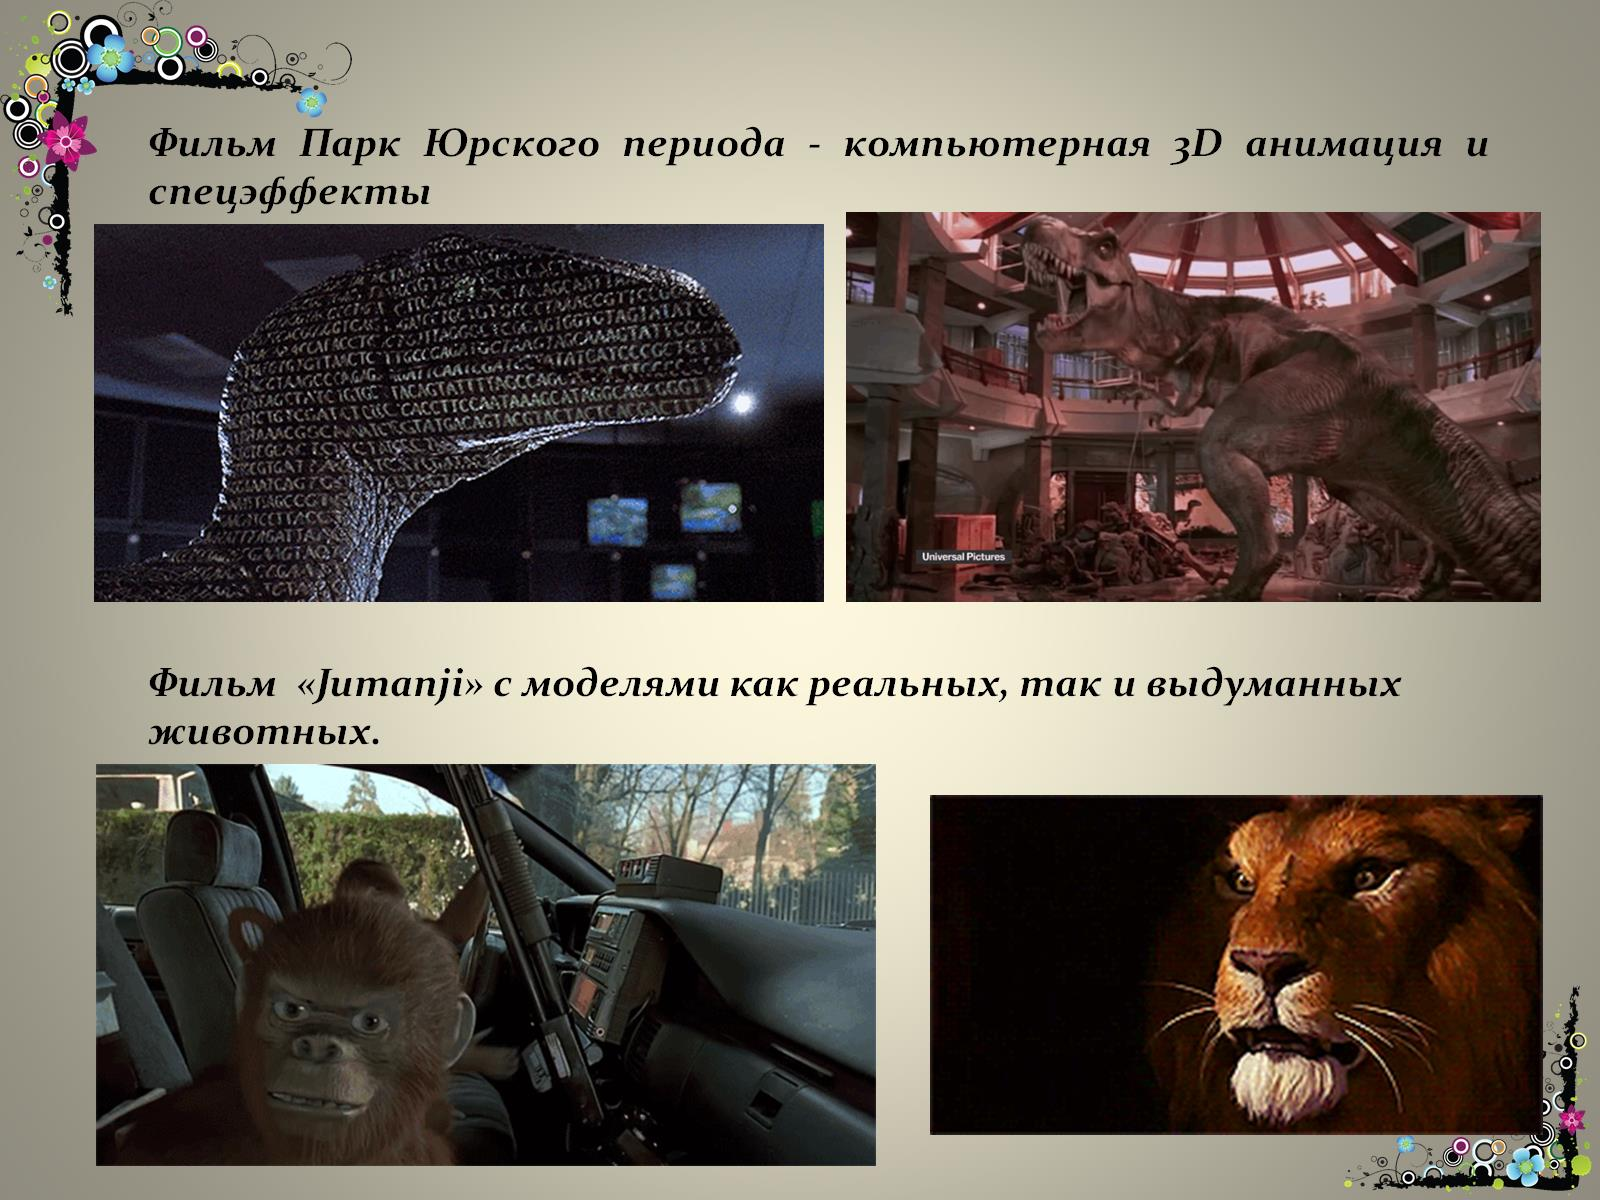 Фильм Парк Юрского периода - компьютерная 3D анимация и
спецэффекты
Universal Pictures
Фильм «Jumanji» с моделями как реальных, так и выдуманных
животных.